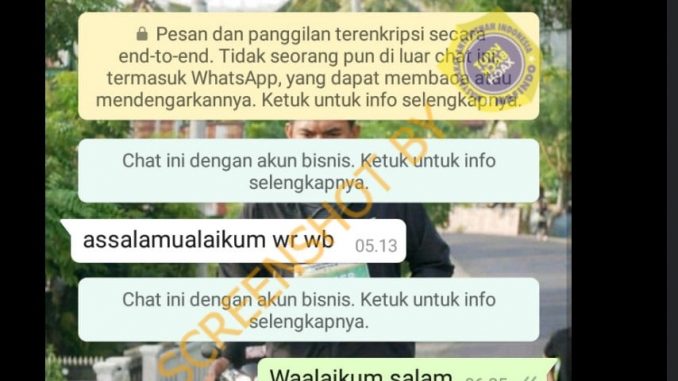 Pesan dan panggilan terenkripsi secara
end-to-end. Tidak seorang pun di luar chat ini,
termasuk WhatsApp, yang dapat membaca atau
mendengarkannya. Ketuk untuk info selengkapnya.
Chat ini dengan akun bisnis. Ketuk untuk info
selengkapnya.
assalamualaikum wr wb 05.13
Chat ini dengan akun bisnis. Ketuk untuk info
selengkapnya.
Waalaikum salam
SCREENSHOT BY